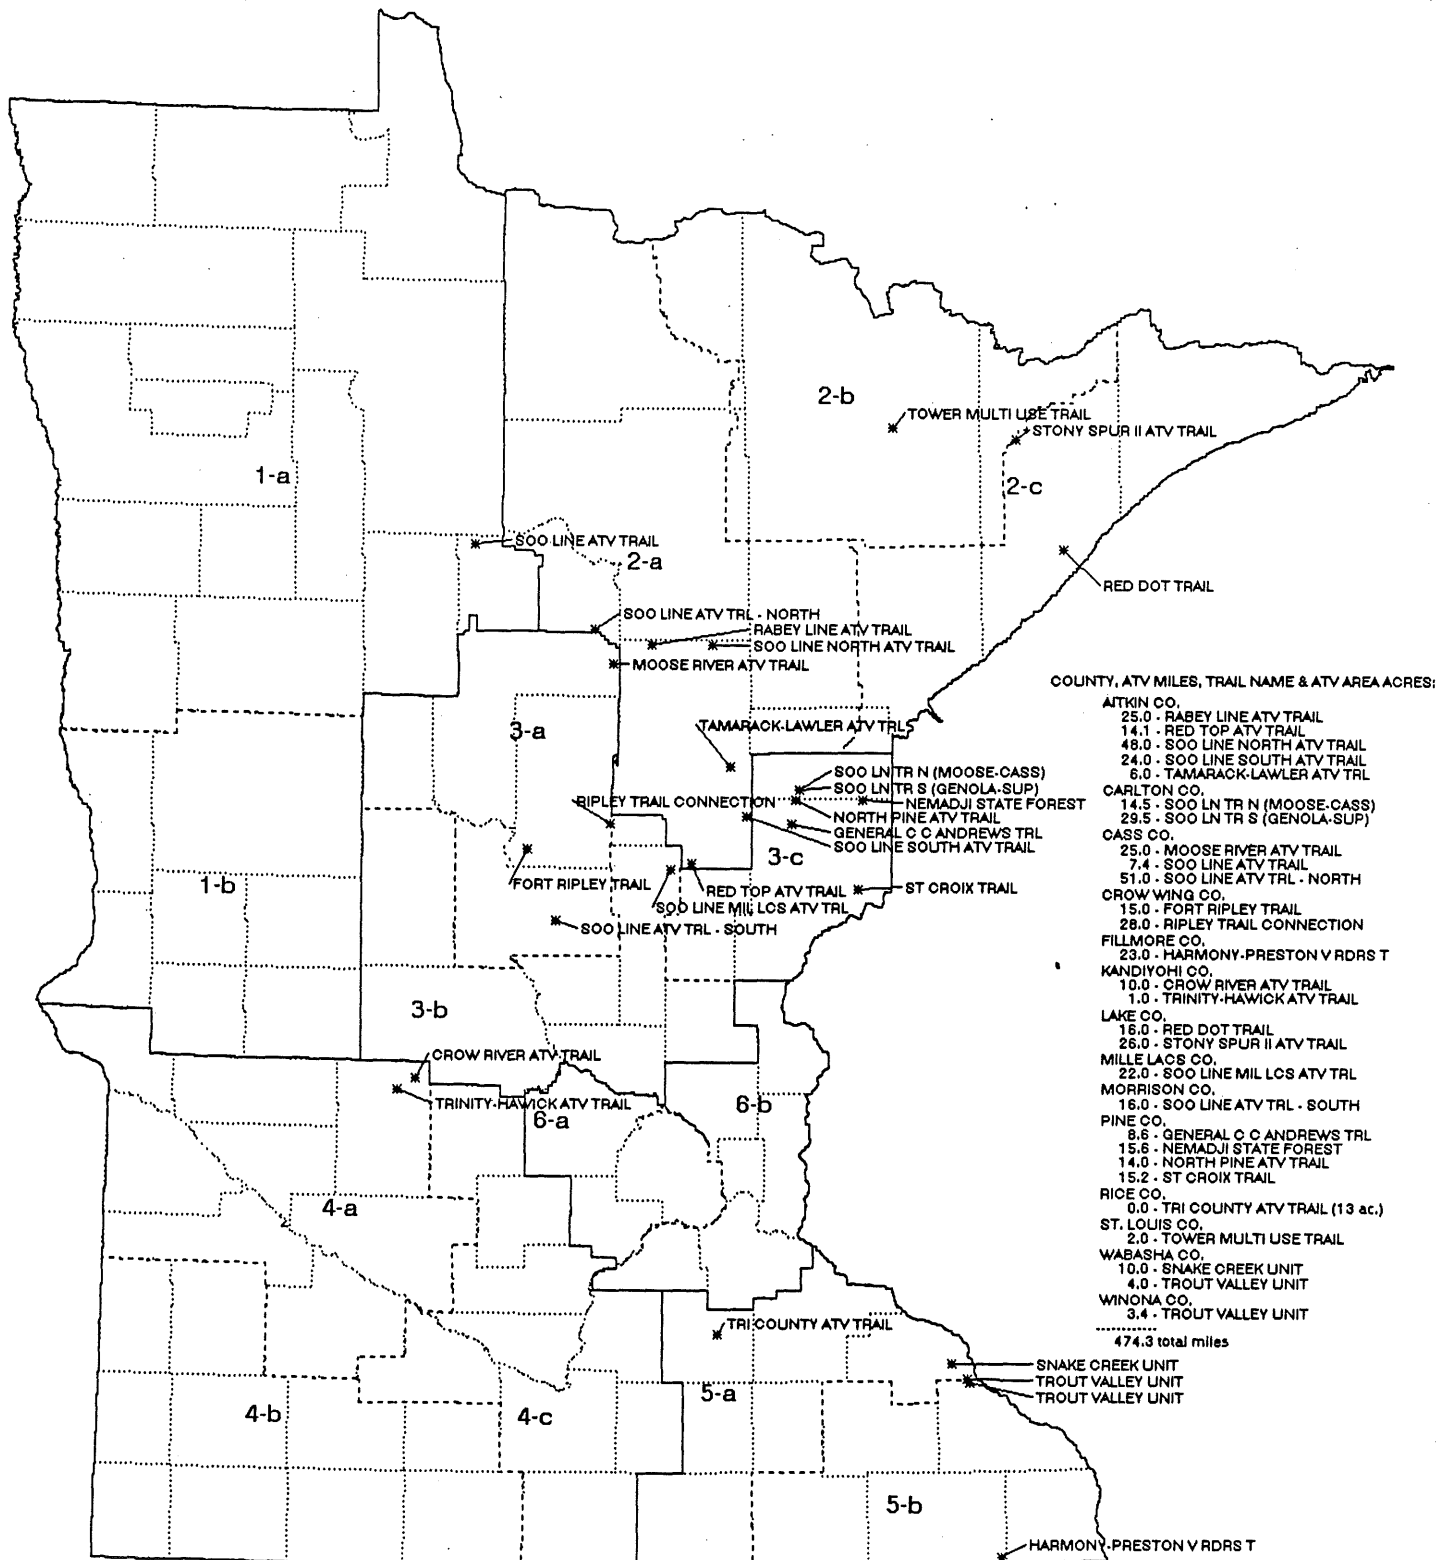 2-b
TOWER MULTI USE TRAIL
STONY SPUR II ATV TRAIL
1-a
2-c
SOO LINE ATV TRAIL
2-a
RED DOT TRAIL
SOO LINE ATV TRL - NORTH
RABEY LINE ATV TRAIL
SOO LINE NORTH ATV TRAIL
MOOSE RIVER ATV TRAIL
3-a
TAMARACK-LAWLER ATV TRL
SOO LN TR N (MOOSE-CASS)
SOO LN TR S (GENOLA-SUP)
RIPLEY TRAIL CONNECTION
NEMADJI STATE FOREST
NORTH PINE ATV TRAIL
GENERAL C C ANDREWS TRL
SOO LINE SOUTH ATV TRAIL
3-c
1-b
FORT RIPLEY TRAIL
RED TOP ATV TRAIL
ST CROIX TRAIL
SOO LINE MIL LCS ATV TRL
SOO LINE ATV TRL - SOUTH
3-b
CROW RIVER ATV TRAIL
TRINITY-HAWICK ATV TRAIL
6-a
6-b
4-a
TRI COUNTY ATV TRAIL
SNAKE CREEK UNIT
TROUT VALLEY UNIT
TROUT VALLEY UNIT
5-a
4-b
4-c
5-b
HARMONY-PRESTON V RDRS T
COUNTY, ATV MILES, TRAIL NAME & ATV AREA ACRES:
AITKIN CO.
25.0 - RABEY LINE ATV TRAIL
14.1 - RED TOP ATV TRAIL
48.0 - SOO LINE NORTH ATV TRAIL
24.0 - SOO LINE SOUTH ATV TRAIL
6.0 - TAMARACK-LAWLER ATV TRL
CARLTON CO.
14.5 - SOO LN TR N (MOOSE-CASS)
29.5 - SOO LN TR S (GENOLA-SUP)
CASS CO.
25.0 - MOOSE RIVER ATV TRAIL
7.4 - SOO LINE ATV TRAIL
51.0 - SOO LINE ATV TRL - NORTH
CROW WING CO.
15.0 - FORT RIPLEY TRAIL
28.0 - RIPLEY TRAIL CONNECTION
FILLMORE CO.
23.0 - HARMONY-PRESTON V RDRS T
KANDIYOHI CO.
10.0 - CROW RIVER ATV TRAIL
1.0 - TRINITY-HAWICK ATV TRAIL
LAKE CO.
16.0 - RED DOT TRAIL
26.0 - STONY SPUR II ATV TRAIL
MILLE LACS CO.
22.0 - SOO LINE MIL LCS ATV TRL
MORRISON CO.
16.0 - SOO LINE ATV TRL - SOUTH
PINE CO.
8.6 - GENERAL C C ANDREWS TRL
15.6 - NEMADJI STATE FOREST
14.0 - NORTH PINE ATV TRAIL
15.2 - ST CROIX TRAIL
RICE CO.
0.0 - TRI COUNTY ATV TRAIL (13 ac.)
ST. LOUIS CO.
2.0 - TOWER MULTI USE TRAIL
WABASHA CO.
10.0 - SNAKE CREEK UNIT
4.0 - TROUT VALLEY UNIT
WINONA CO.
3.4 - TROUT VALLEY UNIT
474.3 total miles